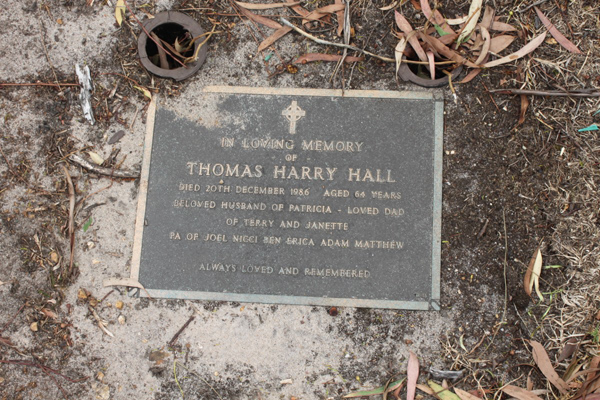 IN LOVING MEMORY
OF
THOMAS HARRY HALL
DIED 20TH DECEMBER 1986 AGED 64 YEARS
BELOVED HUSBAND OF PATRICIA - LOVED DAD
OF TERRY AND JANETTE
PA OF JOEL NICCI BEN ERICA ADAM MATTHEW
ALWAYS LOVED AND REMEMBERED